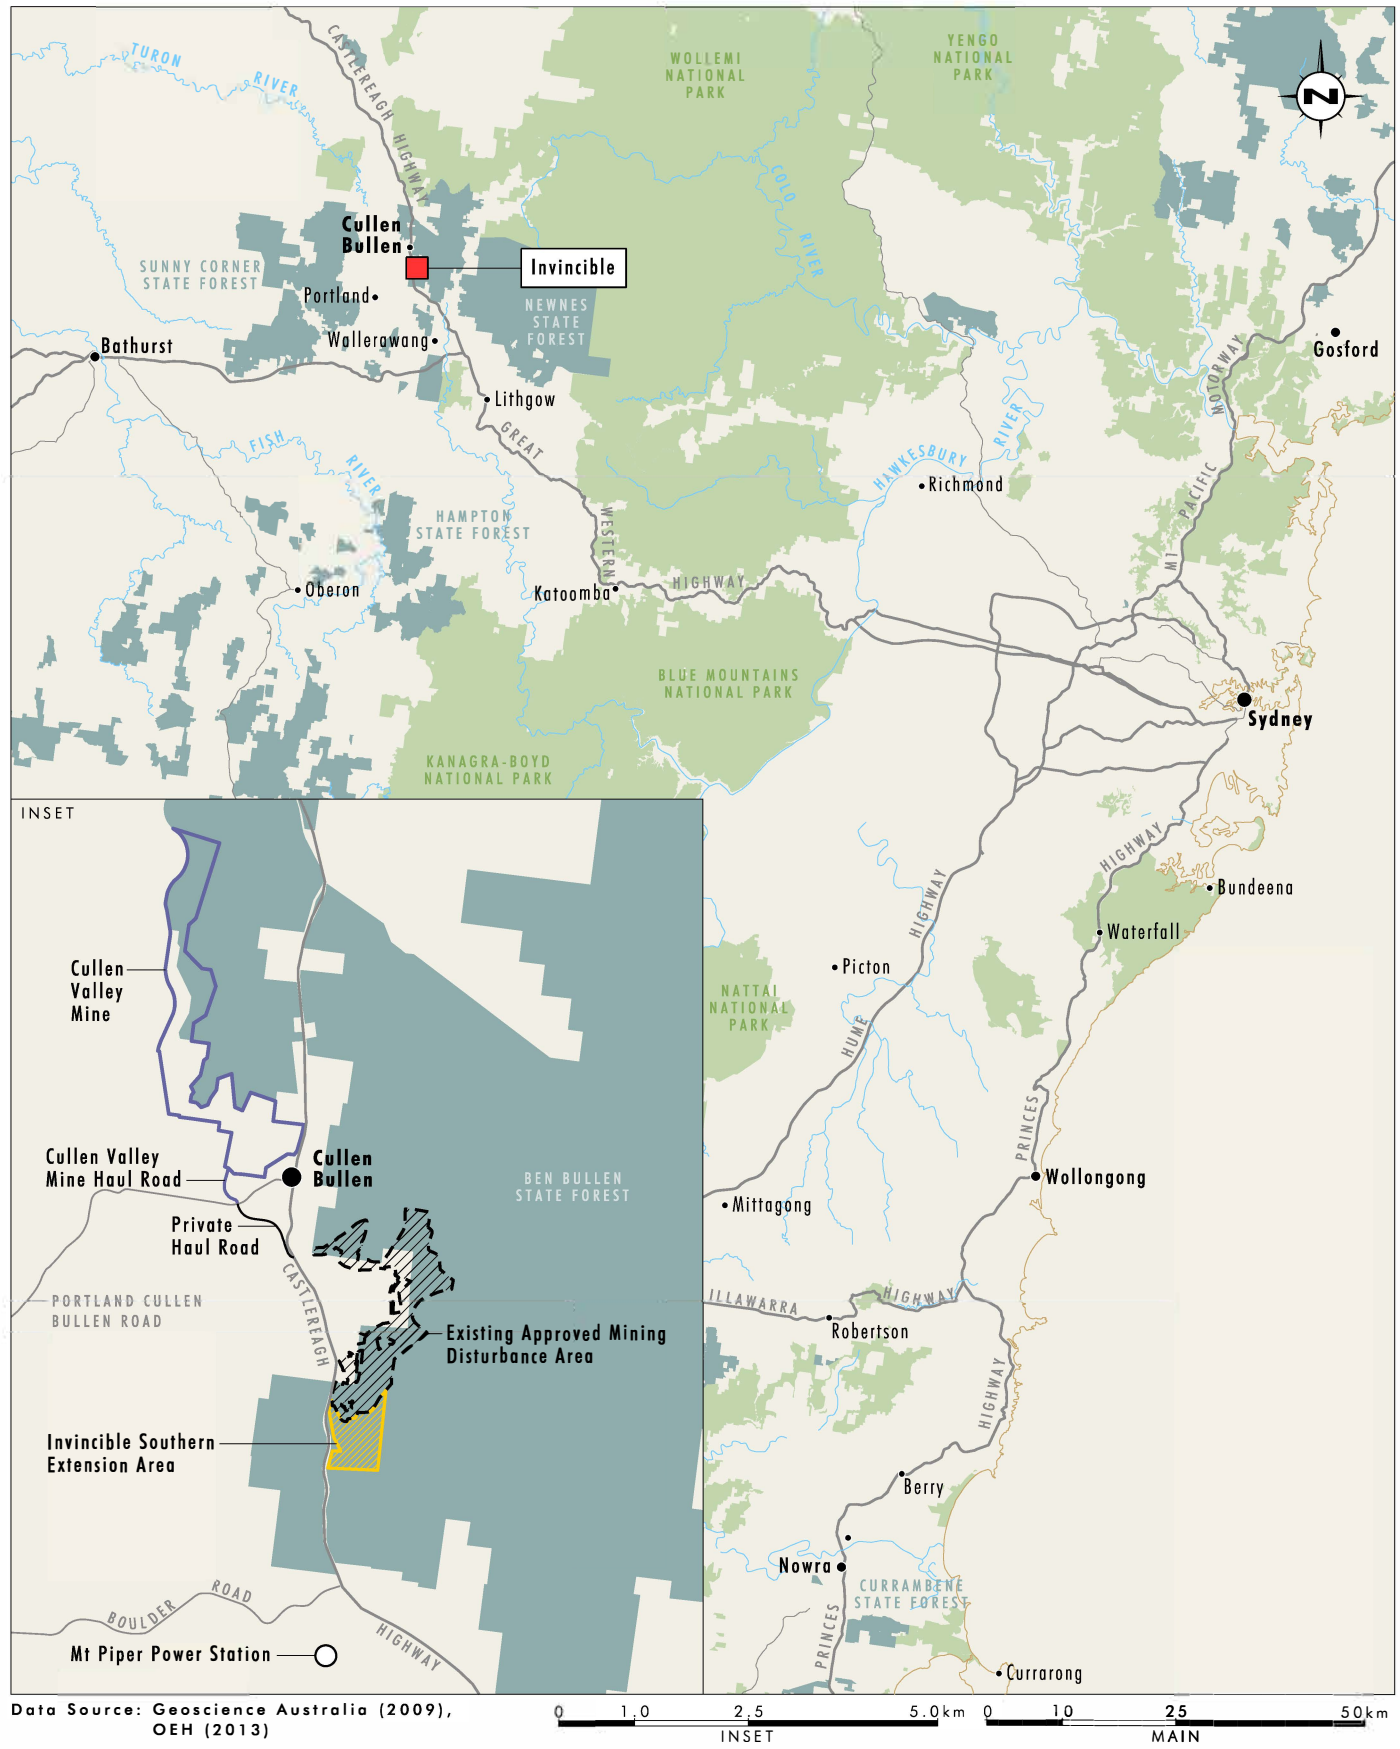 TURON
RIVER
CASTLEREAGH HIGHWAY
WOLLEMI
NATIONAL
PARK
YENGO
NATIONAL
PARK
N
COLO
RIVER
Cullen
Bullen
Invincible
SUNNY CORNER
STATE FOREST
Portland
NEWNES
STATE
FOREST
Wallerawang
Bathurst
Lithgow
Gosford
GREAT
WESTERN
HIGHWAY
FISH
RIVER
HAWKESBURY
RIVER
Richmond
M1 PACIFIC MOTORWAY
HAMPTON
STATE FOREST
Oberon
Katoomba
BLUE MOUNTAINS
NATIONAL PARK
KANAGRA-BOYD
NATIONAL PARK
Sydney
HIGHWAY
Bundeena
Waterfall
HUME
HIGHWAY
Picton
NATTAI
NATIONAL
PARK
PRINCES
Wollongong
Mittagong
ILLAWARRA
HIGHWAY
Robertson
HIGHWAY
Berry
Nowra
CURRAMBENE
STATE FOREST
PRINCES
Currarong
INSET
Cullen
Valley
Mine
Cullen Valley
Mine Haul Road
Cullen
Bullen
BEN BULLEN
STATE FOREST
Private
Haul Road
CASTLEREAGH
PORTLAND CULLEN
BULLEN ROAD
Existing Approved Mining
Disturbance Area
Invincible Southern
Extension Area
BOULDER
ROAD
HIGHWAY
Mt Piper Power Station
Data Source: Geoscience Australia (2009),
OEH (2013)
0 1.0 2.5 5.0km
INSET
0 10 25 50km
MAIN